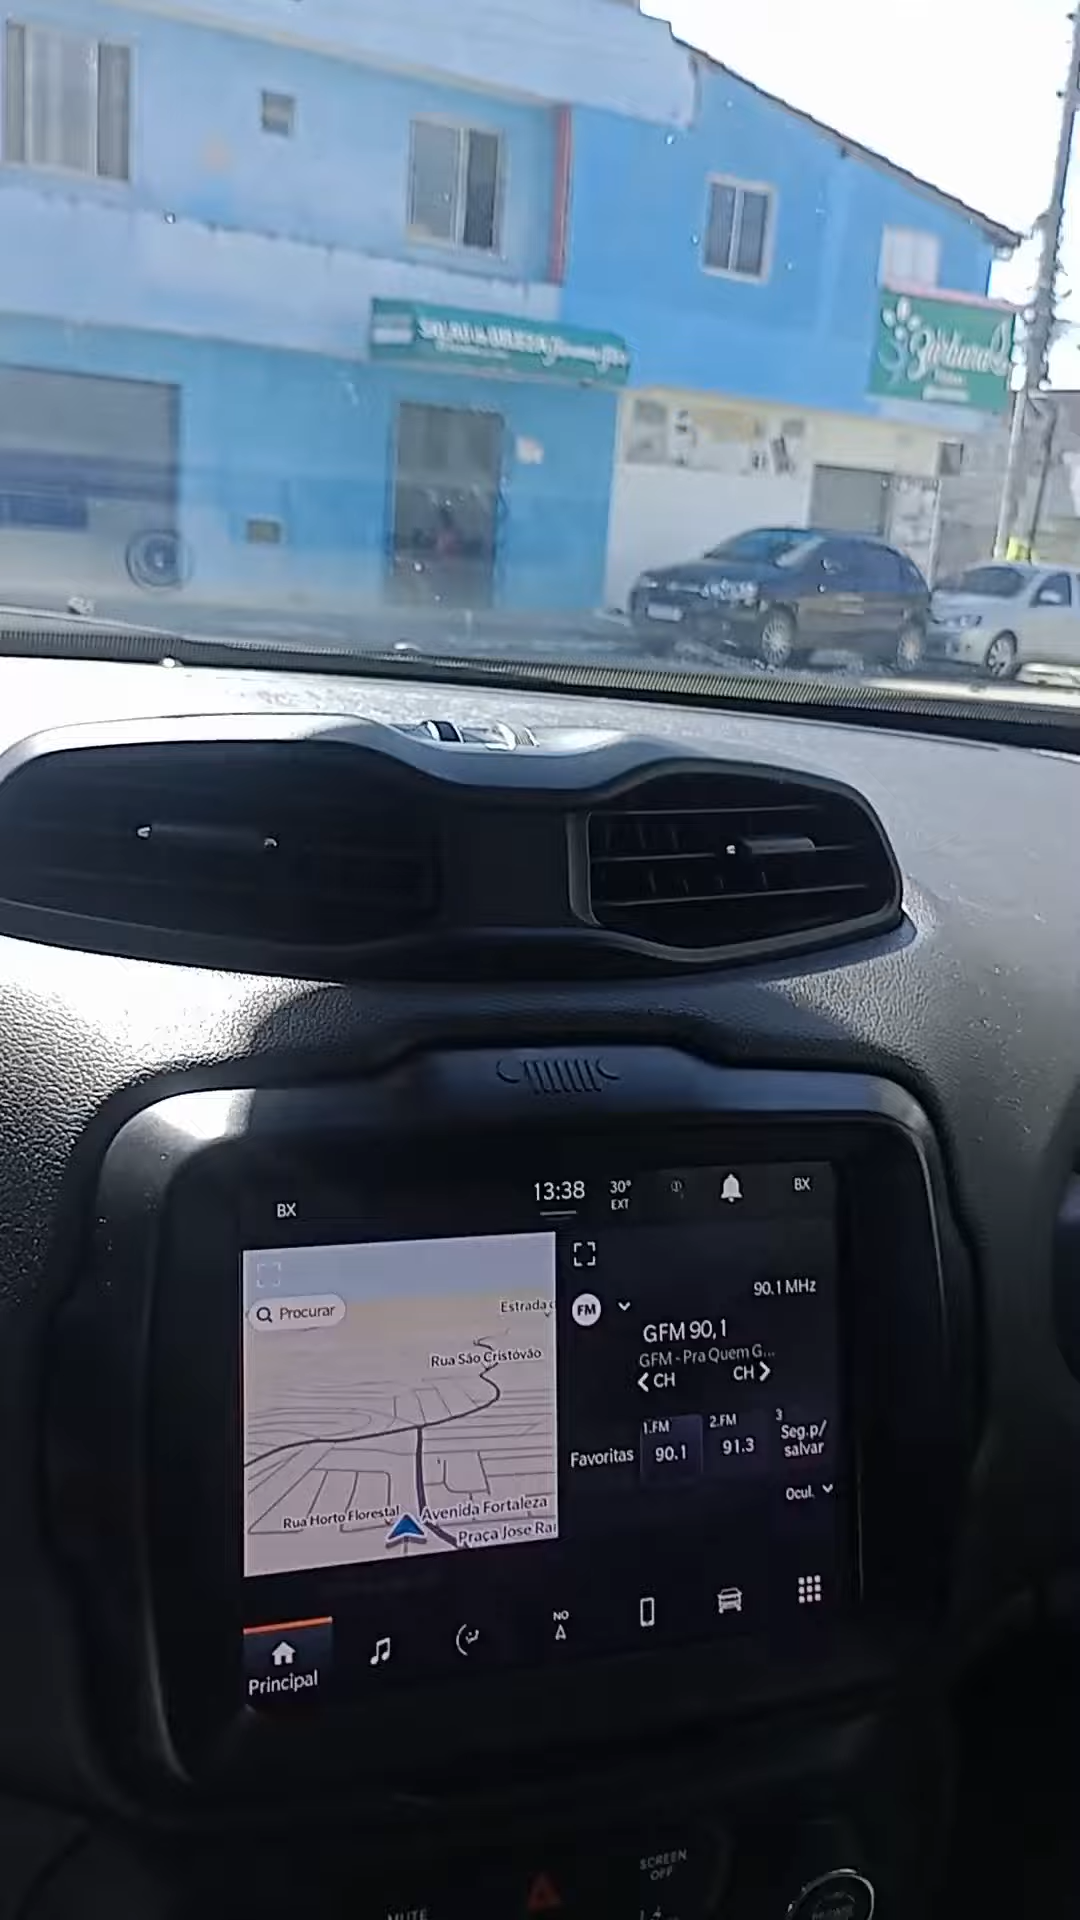 BX
13:38
30°
EXT
BX
Procurar
Estrada
Rua São Cristóvão
Rua Horto Florestal
Avenida Fortaleza
Praça Jose Rai
90.1 MHz
FM
GFM 90,1
GFM - Pra Quem G...
CH
CH
Favoritas
1.FM
90.1
2.FM
91.3
3
Seg.p/
salvar
Ocul.
NO
Principal
SCREEN
OFF
MUTE